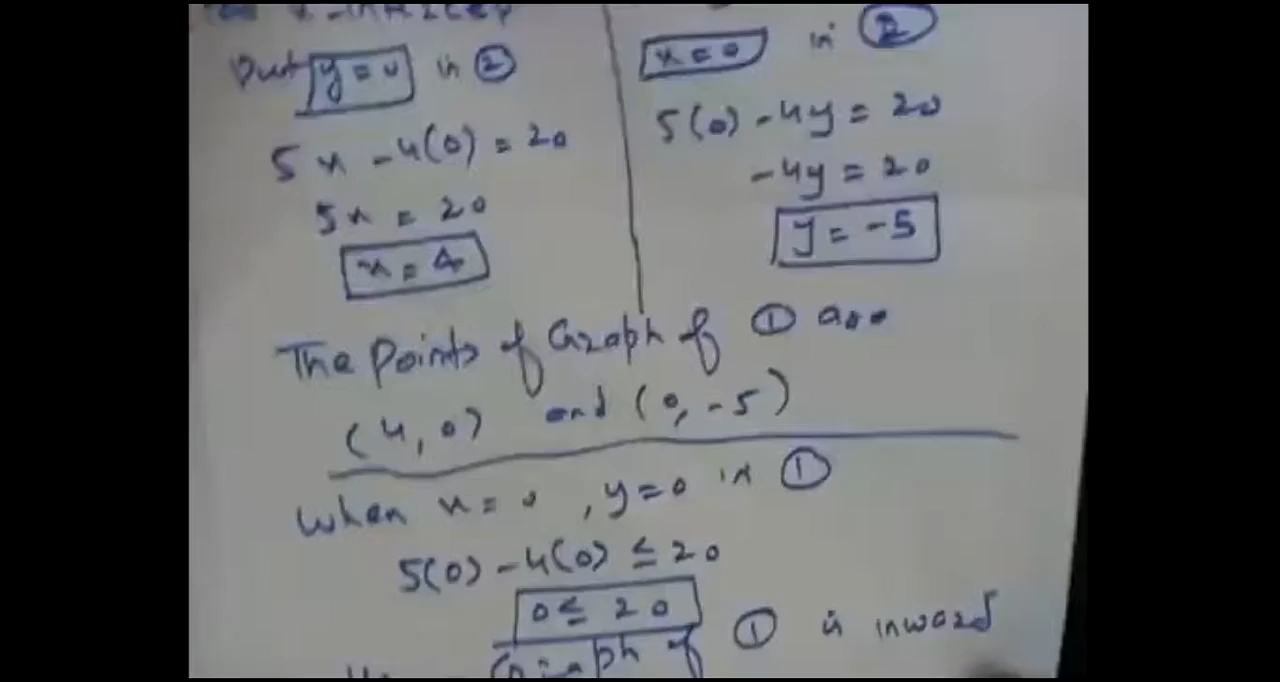 Put y = 0 in ②
5x - 4(0) = 20
5x = 20
x = 4
x = 0 in ②
5(0) - 4y = 20
-4y = 20
y = -5
The Points of Graph of ① are
(4, 0) and (0, -5)
When x = 0, y = 0 in ①
5(0) - 4(0) ≤ 20
0 ≤ 20
Graph of ① is inward